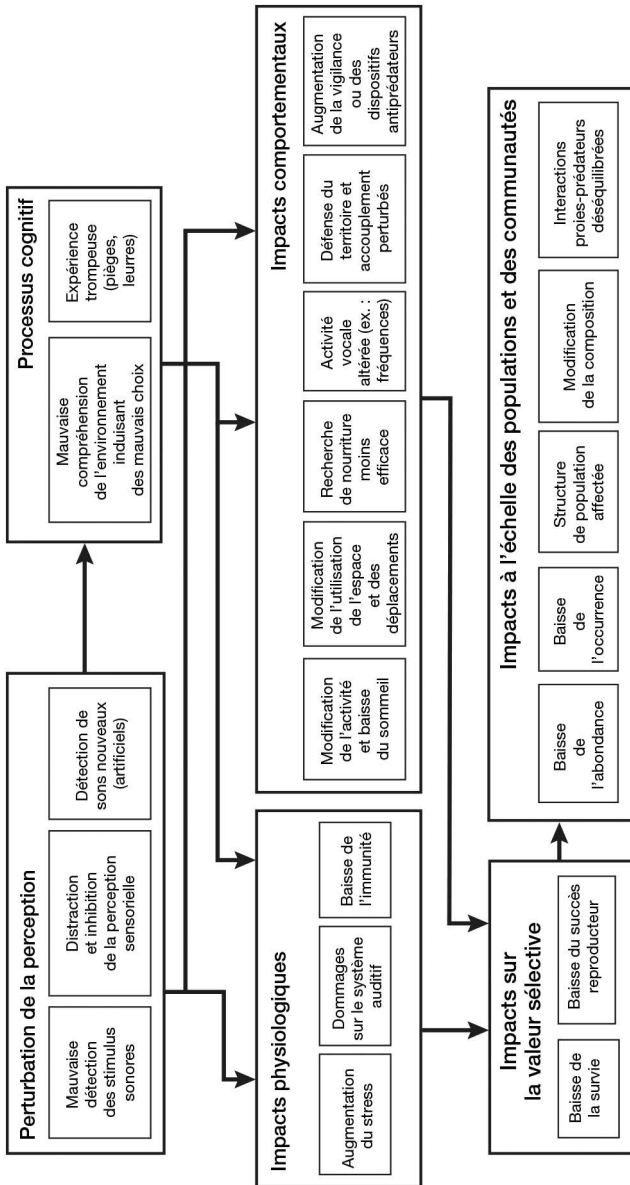 Perturbation de la perception
Mauvaise
détection
des stimulus
sonores
Distraction
et inhibition
de la perception
sensorielle
Détection de
sons nouveaux
(artificiels)
Processus cognitif
Mauvaise
compréhension
de l'environnement
induisant
des mauvais choix
Expérience
trompeuse
(pièges,
leurres)
Impacts physiologiques
Augmentation
du stress
Dommages
sur le système
auditif
Baisse de
l'immunité
Impacts comportementaux
Modification
de l'activité
et baisse
du sommeil
Modification
de l'utilisation
de l'espace
et des
déplacements
Recherche
de nourriture
moins
efficace
Activité
vocale
altérée (ex. :
fréquences)
Défense du
territoire et
accouplement
perturbés
Augmentation
de la vigilance
ou des
dispositifs
antiprédateurs
Impacts sur
la valeur sélective
Baisse de
la survie
Baisse du succès
reproducteur
Impacts à l'échelle des populations et des communautés
Baisse
de
l'abondance
Baisse
de
l'occurrence
Structure
de population
affectée
Modification
de la composition
Interactions
proies-prédateurs
déséquilibrées